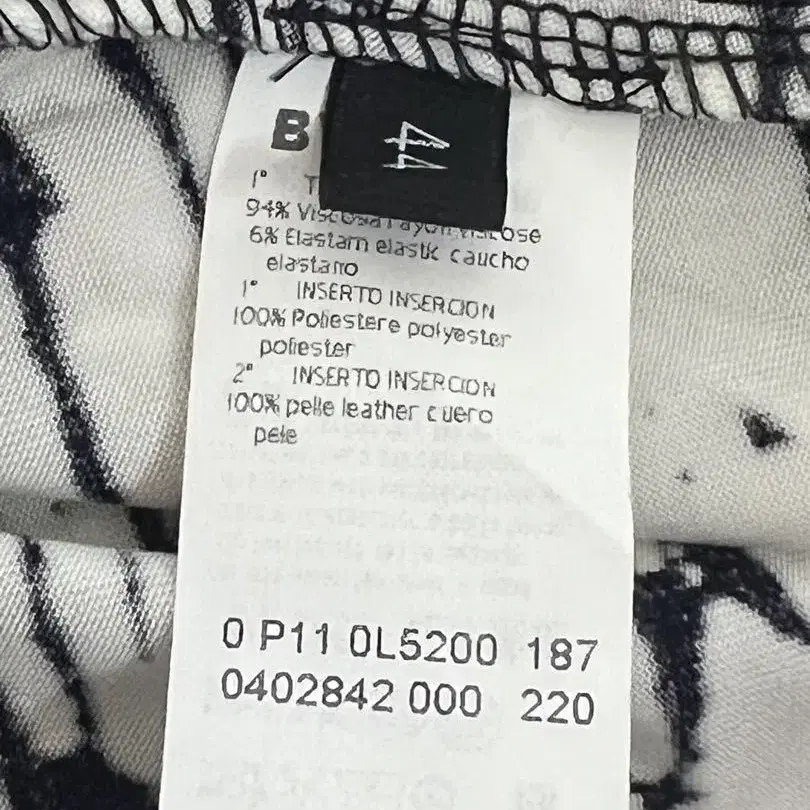 44
B
1° T
94% Viscosa rayon viscose
6% Elastam elastic caucho
elastano
1° INSERTO INSERCION
100% Poliestere polyester
poliester
2° INSERTO INSERCION
100% pelle leather cuero
pele
0 P11 0L5200 187
0402842 000 220